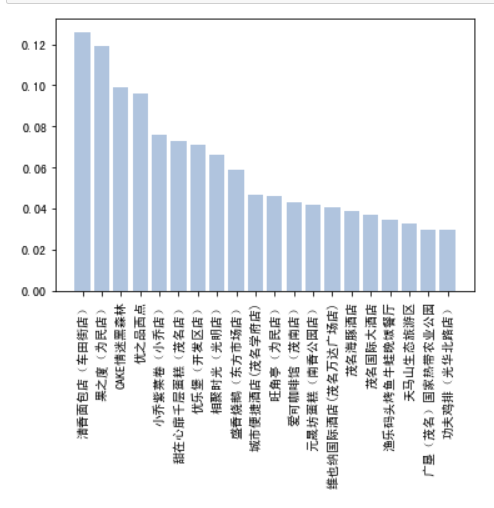 0.12
0.10
0.08
0.06
0.04
0.02
0.00
清香面包店（车田街店）
果之度（为民店）
CAKE情迷黑森林
优之品西点
小乔紫菜卷（小乔店）
甜在心扉千层蛋糕（茂名店）
优乐堡（开发区店）
相聚时光（光明店）
盛香烧鹅（东方市场店）
城市便捷酒店(茂名学府店)
旺角亭（为民店）
爱可咖啡馆（茂南店）
元晟坊蛋糕（南香公园店）
维也纳国际酒店(茂名万达广场店)
茂名海豚酒店
茂名国际大酒店
渔乐码头烤鱼牛蛙晚馐餐厅
天马山生态旅游区
广垦（茂名）国家热带农业公园
功夫鸡排（光华北路店）